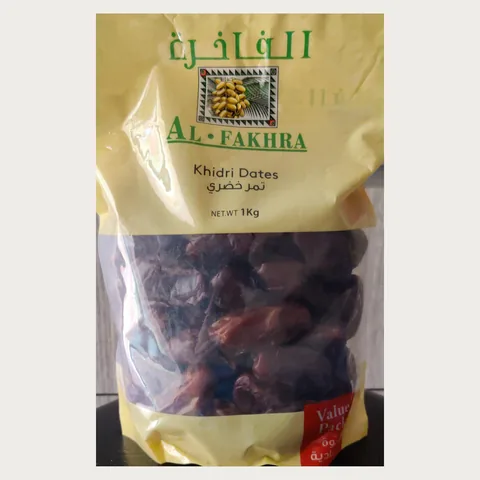 الفاخرة
AL•FAKHRA
Khidri Dates
تمر خضري
NET.WT 1Kg
Value
Pack